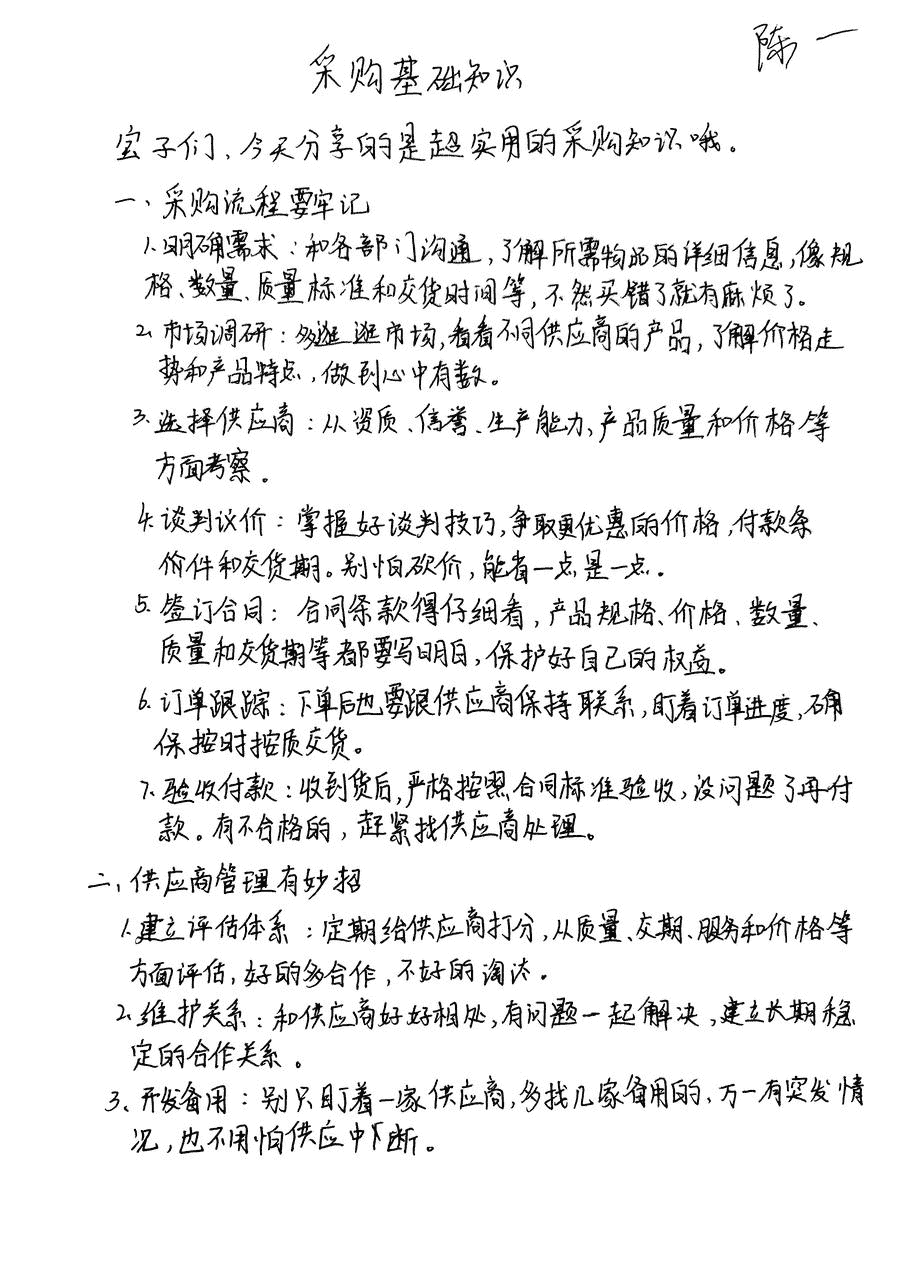 陈一
采购基础知识
宝子们、今天分享的是超实用的采购知识哦。
一、采购流程要牢记
1.明确需求：和各部门沟通，了解所需物品的详细信息，像规
格、数量、质量标准和交货时间等，不然买错了就有麻烦了。
2.市场调研：多逛逛市场，看看不同供应商的产品，了解价格走
势和产品特点，做到心中有数。
3.选择供应商：从资质、信誉、生产能力，产品质量和价格等
方面考察。
4.谈判议价：掌握好谈判技巧，争取更优惠的价格，付款条
件和交货期。别怕砍价，能省一点是一点。
5.签订合同：合同条款得仔细看，产品规格、价格、数量、
质量和交货期等都要写明白，保护好自己的权益。
6.订单跟踪：下单后也要跟供应商保持联系，盯着订单进度，确
保按时按质交货。
7.验收付款：收到货后，严格按照合同标准验收，没问题了再付
款。有不合格的，赶紧找供应商处理。
二、供应商管理有妙招
1.建立评估体系：定期给供应商打分，从质量、交期、服务和价格等
方面评估，好的多合作，不好的淘汰。
2.维护关系：和供应商好好相处，有问题一起解决，建立长期稳
定的合作关系。
3、开发备用：别只盯着一家供应商，多找几家备用的、万一有突发情
况，也不用怕供应中断。